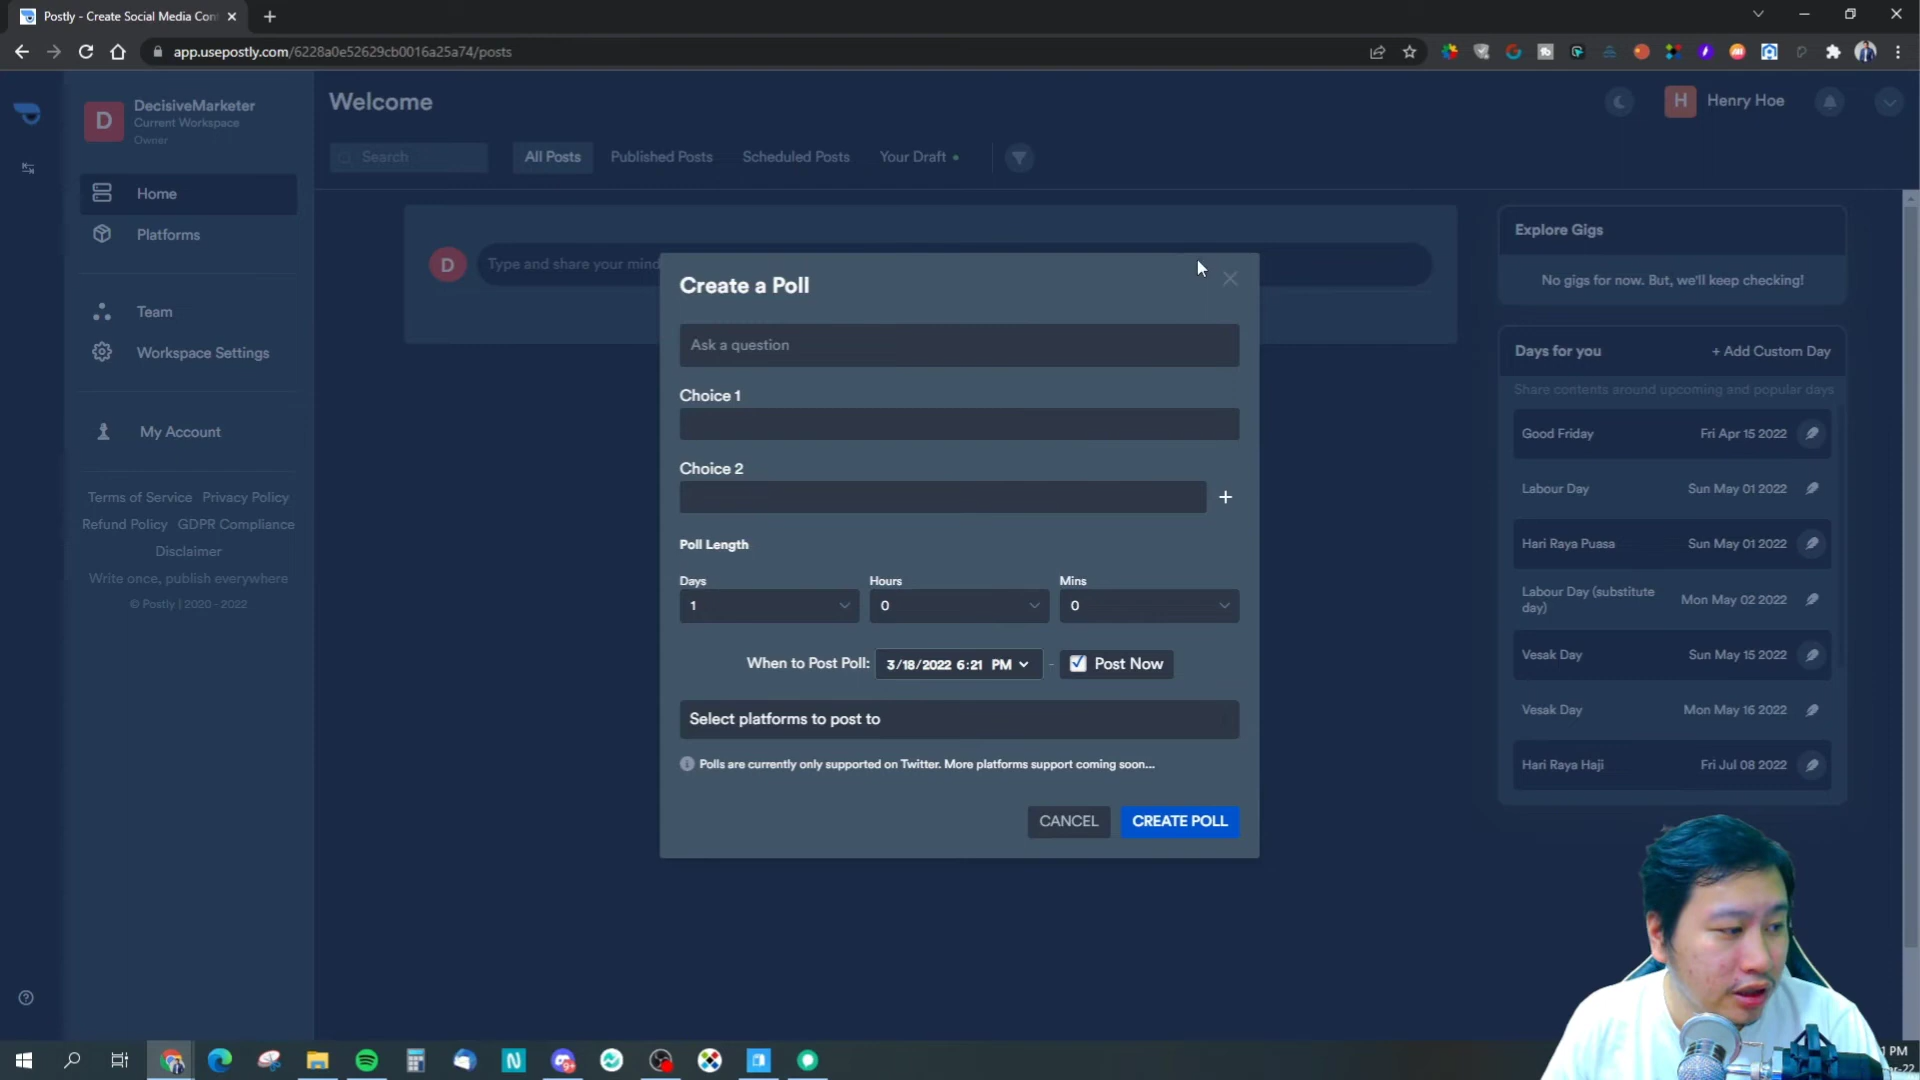 Postly - Create Social Media Con
app.usepostly.com/6228a0e52629cb0016a25a74/posts
D
DecisiveMarketer
Current Workspace
Owner
Welcome
H
Henry Hoe
Search
All Posts
Published Posts
Scheduled Posts
Your Draft
Home
Platforms
Team
Workspace Settings
My Account
Terms of Service
Privacy Policy
Refund Policy
GDPR Compliance
Disclaimer
Write once, publish everywhere
© Postly | 2020 - 2022
D
Type and share your mind
Create a Poll
Ask a question
Choice 1
Choice 2
Poll Length
Days
Hours
Mins
1
0
0
When to Post Poll:
3/18/2022 6:21 PM
-
Post Now
Select platforms to post to
Polls are currently only supported on Twitter. More platforms support coming soon...
CANCEL
CREATE POLL
Explore Gigs
No gigs for now. But, we'll keep checking!
Days for you
+ Add Custom Day
Share contents around upcoming and popular days
Good Friday
Fri Apr 15 2022
Labour Day
Sun May 01 2022
Hari Raya Puasa
Sun May 01 2022
Labour Day (substitute
day)
Mon May 02 2022
Vesak Day
Sun May 15 2022
Vesak Day
Mon May 16 2022
Hari Raya Haji
Fri Jul 08 2022